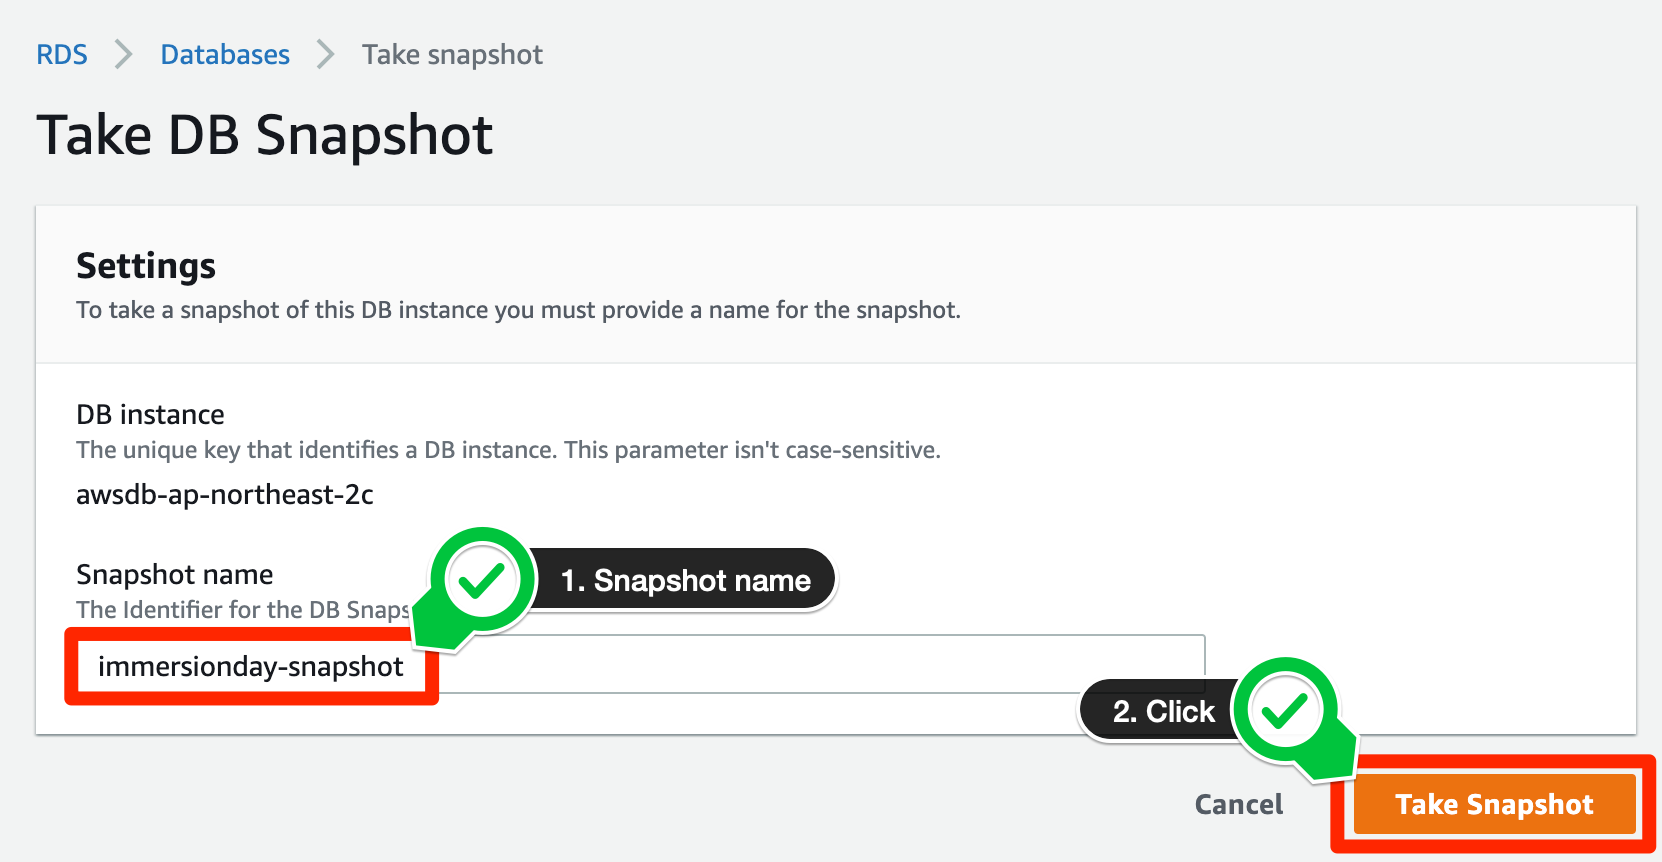 RDS > Databases > Take snapshot
Take DB Snapshot
Settings
To take a snapshot of this DB instance you must provide a name for the snapshot.
DB instance
The unique key that identifies a DB instance. This parameter isn't case-sensitive.
awsdb-ap-northeast-2c
Snapshot name
1. Snapshot name
The Identifier for the DB
immersionday-snapshot
2. Click
Cancel
Take Snapshot